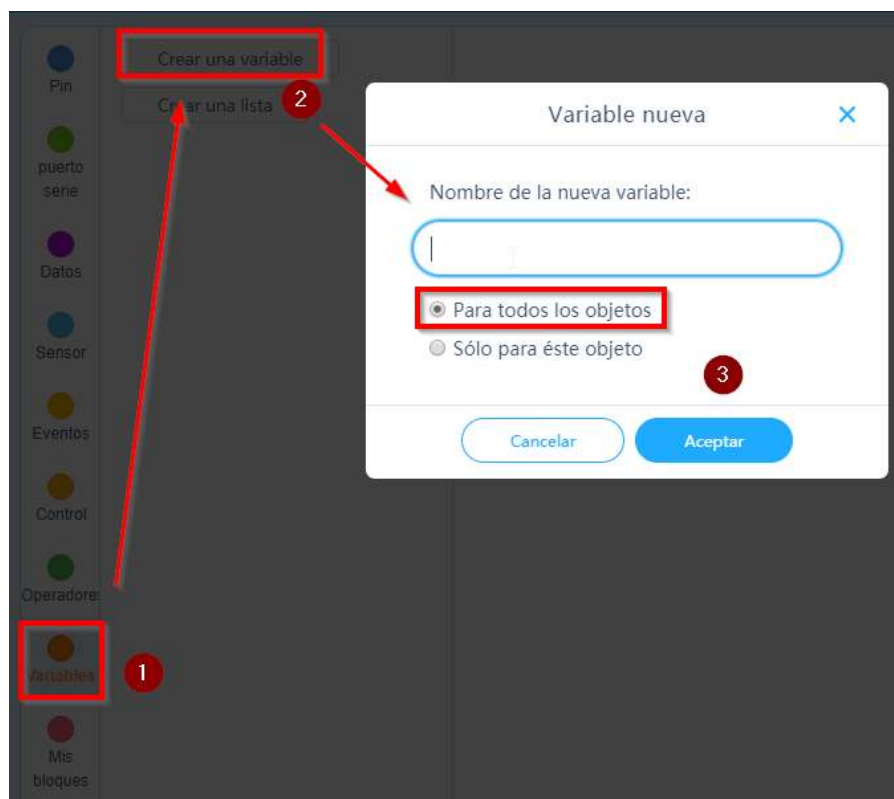 Pin
puerto
serie
Datos
Sensor
Eventos
Control
Operadore
Variables
Mis
bloques
1
Crear una variable
Crear una lista
2
Variable nueva
Nombre de la nueva variable:
Para todos los objetos
Sólo para éste objeto
3
Cancelar
Aceptar